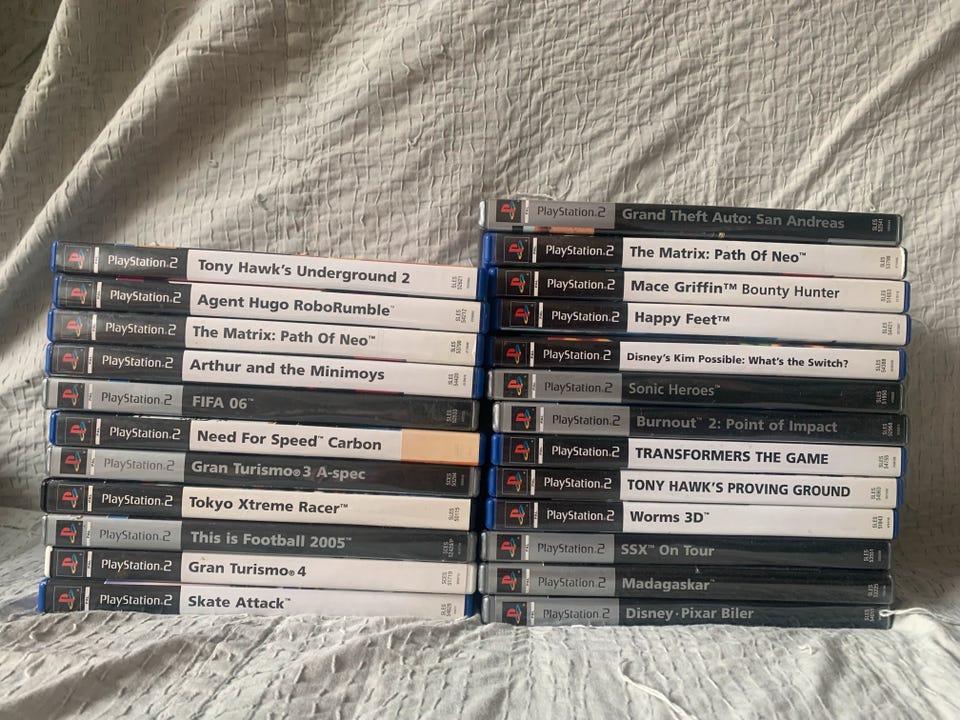 PlayStation.2 Tony Hawk's Underground 2
PlayStation.2 Agent Hugo RoboRumble™
PlayStation.2 The Matrix: Path Of Neo™
PlayStation.2 Arthur and the Minimoys
PlayStation.2 FIFA 06™
PlayStation.2 Need For Speed™ Carbon
PlayStation.2 Gran Turismo® 3 A-spec
PlayStation.2 Tokyo Xtreme Racer™
PlayStation.2 This is Football 2005™
PlayStation.2 Gran Turismo® 4
PlayStation.2 Skate Attack™
PlayStation.2 Grand Theft Auto: San Andreas
PlayStation.2 The Matrix: Path Of Neo™
PlayStation.2 Mace Griffin™ Bounty Hunter
PlayStation.2 Happy Feet™
PlayStation.2 Disney's Kim Possible: What's the Switch?
PlayStation.2 Sonic Heroes™
PlayStation.2 Burnout™ 2: Point of Impact
PlayStation.2 TRANSFORMERS THE GAME
PlayStation.2 TONY HAWK'S PROVING GROUND
PlayStation.2 Worms 3D™
PlayStation.2 SSX™ On Tour
PlayStation.2 Madagaskar™
PlayStation.2 Disney·Pixar Biler